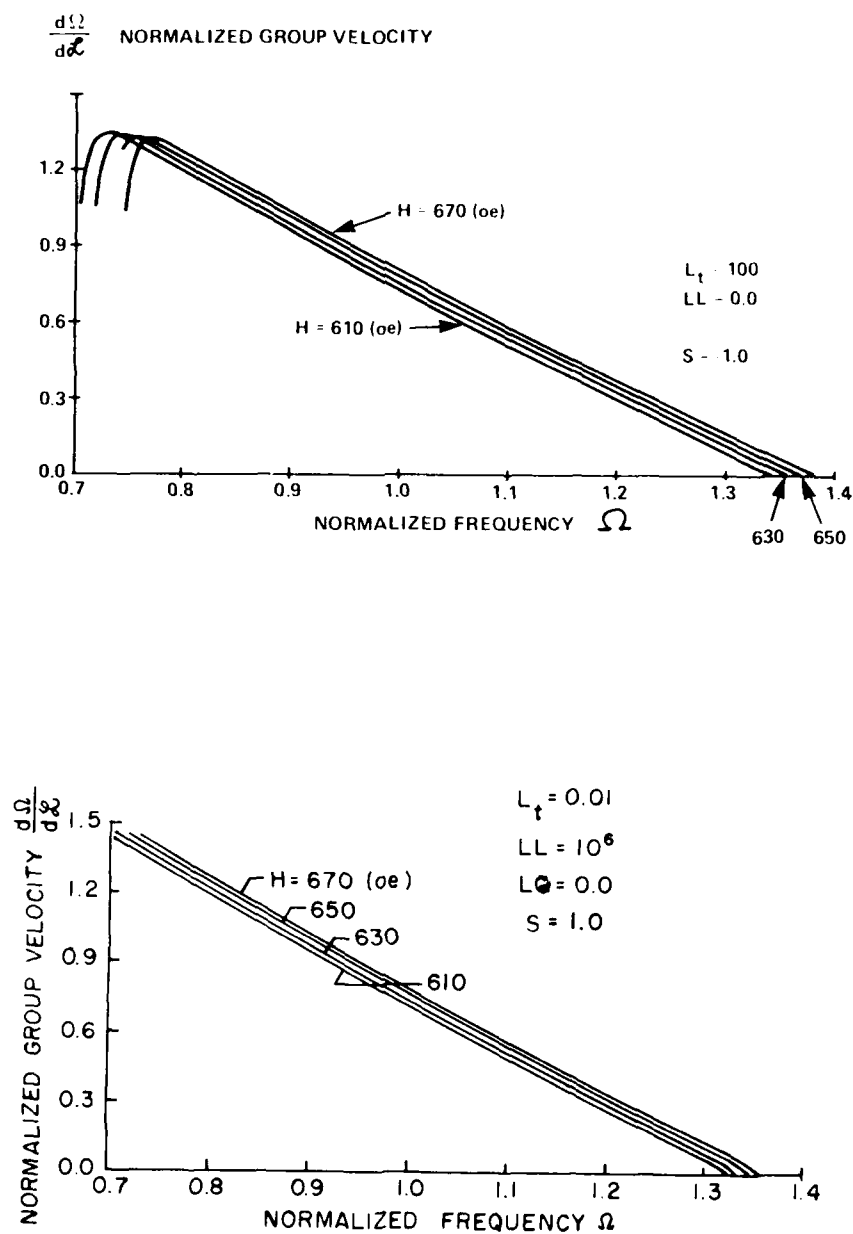 dΩ/dℒ NORMALIZED GROUP VELOCITY
1.2
H = 670 (oe)
0.9
L_t - 100
LL - 0.0
0.6
H = 610 (oe)
S - 1.0
0.3
0.0
0.7 0.8 0.9 1.0 1.1 1.2 1.3 1.4
NORMALIZED FREQUENCY Ω
630 650
NORMALIZED GROUP VELOCITY dΩ/dℒ
L_t = 0.01
LL = 10⁶
L = 0.0
S = 1.0
1.5
1.2
H = 670 (oe)
650
630
0.9
610
0.6
0.3
0.0
0.7 0.8 0.9 1.0 1.1 1.2 1.3 1.4
NORMALIZED FREQUENCY Ω